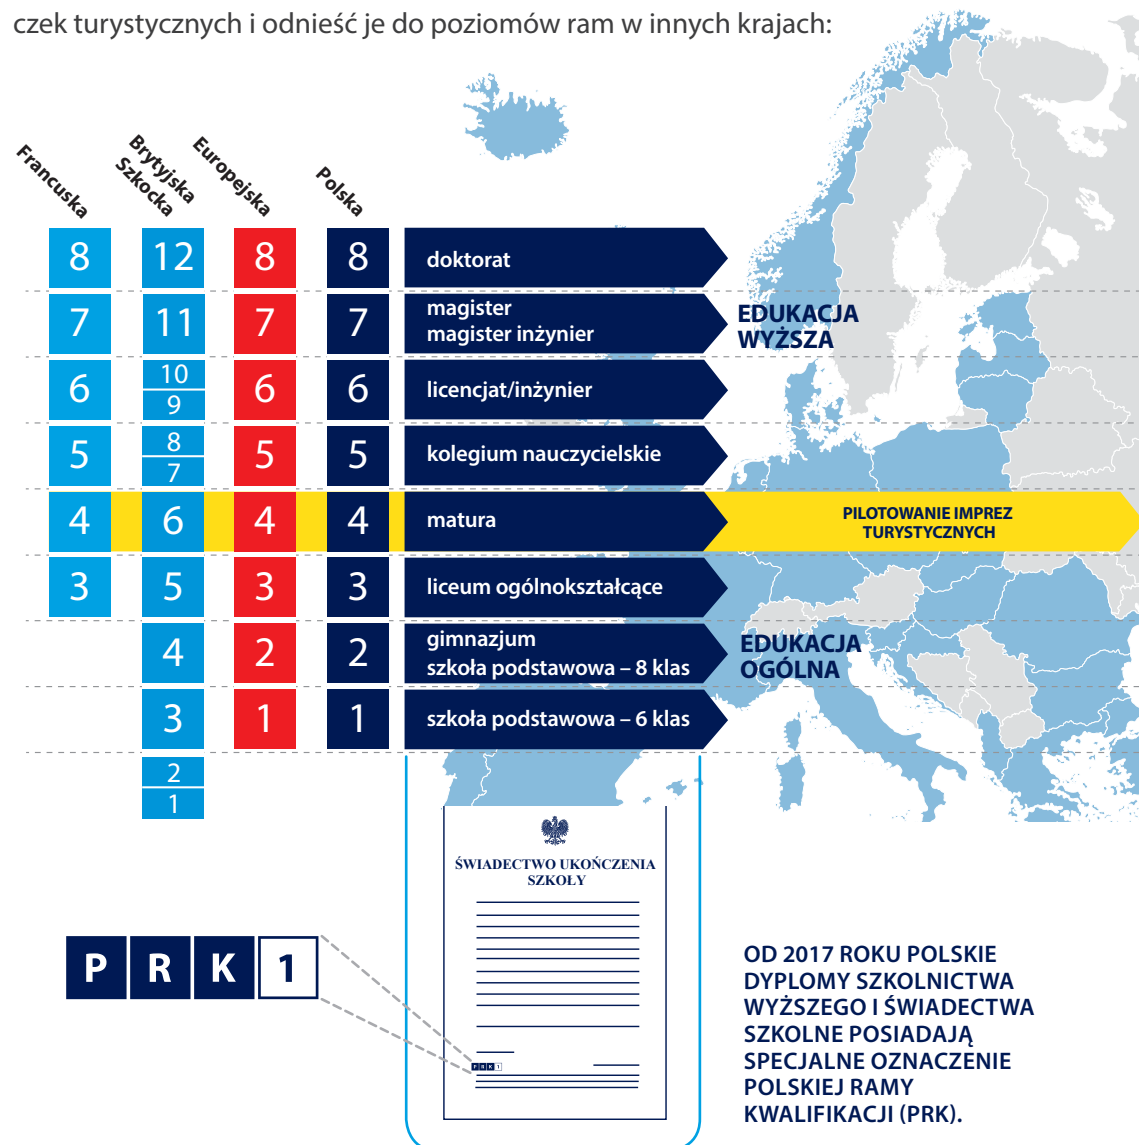 czek turystycznych i odnieść je do poziomów ram w innych krajach:
Francuska
Brytyjska
Szkocka
Europejska
Polska
8 12 8 8 doktorat
7 11 7 7 magister
magister inżynier
EDUKACJA
WYŻSZA
6 10 6 6 licencjat/inżynier
9
5 8 5 5 kolegium nauczycielskie
7
4 6 4 4 matura
PILOTOWANIE IMPREZ
TURYSTYCZNYCH
3 5 3 3 liceum ogólnokształcące
4 2 2 gimnazjum
szkoła podstawowa – 8 klas
EDUKACJA
OGÓLNA
3 1 1 szkoła podstawowa – 6 klas
2
1
ŚWIADECTWO UKOŃCZENIA
SZKOŁY
P R K 1
P R K 1
OD 2017 ROKU POLSKIE
DYPLOMY SZKOLNICTWA
WYŻSZEGO I ŚWIADECTWA
SZKOLNE POSIADAJĄ
SPECJALNE OZNACZENIE
POLSKIEJ RAMY
KWALIFIKACJI (PRK).